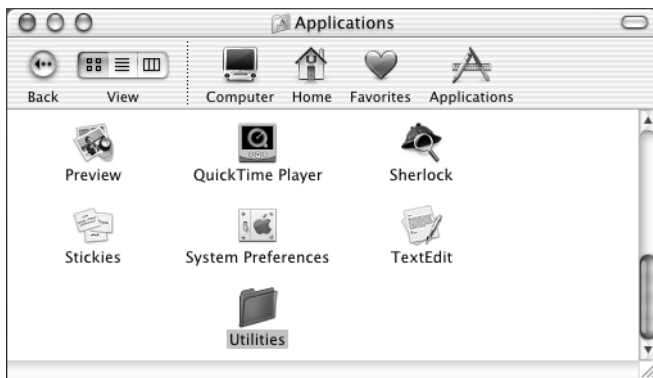 Applications
Back View Computer Home Favorites Applications
Preview QuickTime Player Sherlock
Stickies System Preferences TextEdit
Utilities